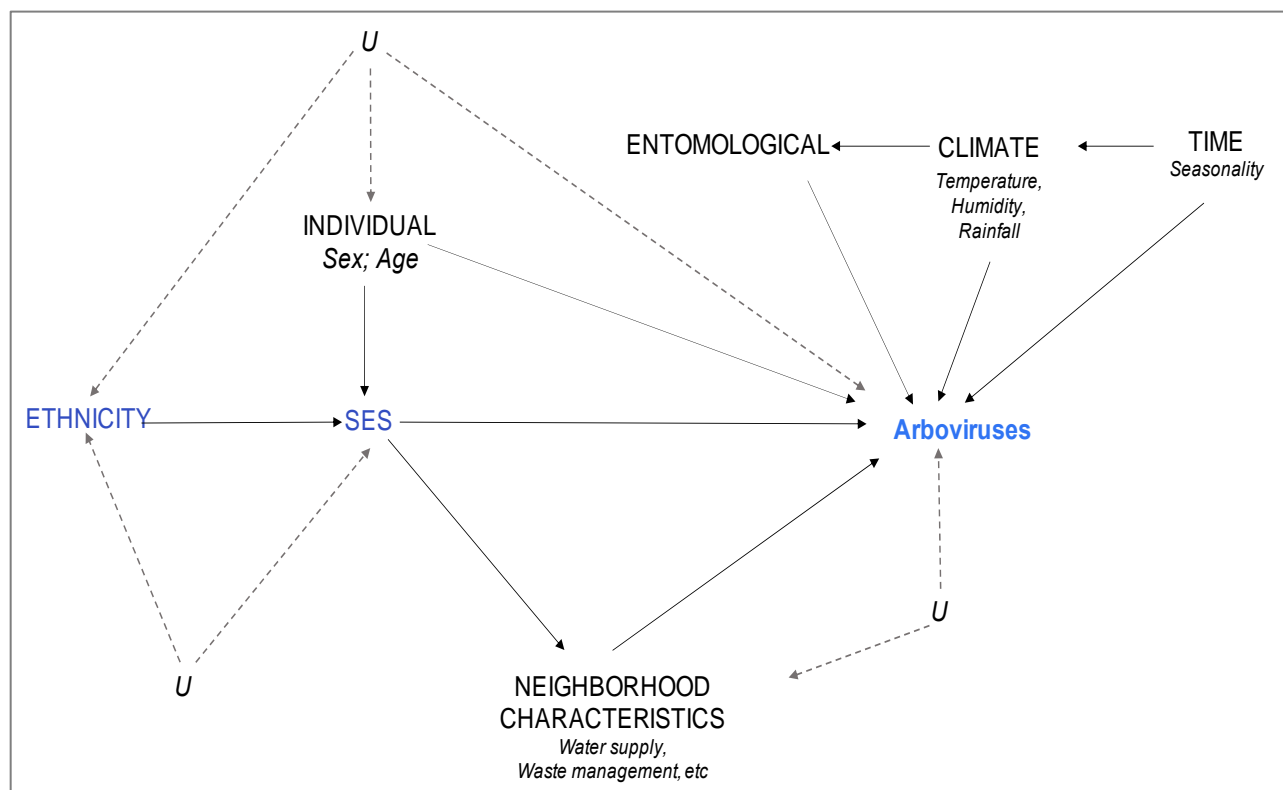 U
ENTOMOLOGICAL
CLIMATE
Temperature,
Humidity,
Rainfall
TIME
Seasonality
INDIVIDUAL
Sex; Age
ETHNICITY
SES
Arboviruses
U
U
NEIGHBORHOOD
CHARACTERISTICS
Water supply,
Waste management, etc